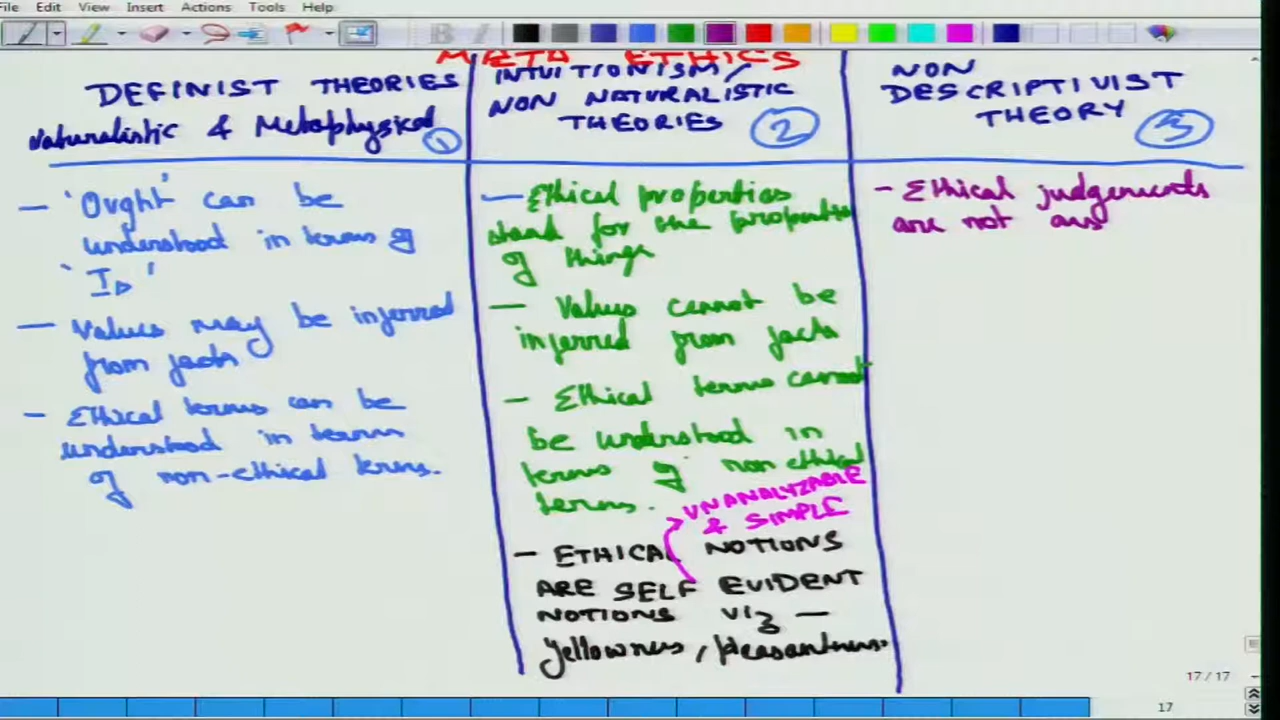 File Edit View Insert Actions Tools Help
META ETHICS
DEFINIST THEORIES
Naturalistic & Metaphysical
1
- 'Ought' can be
understood in terms of
'Is'
- Values may be inferred
from facts
- Ethical terms can be
understood in terms
of non-ethical terms.
INTUITIONISM /
NON NATURALISTIC
THEORIES 2
- Ethical properties
stand for the properties
of things
- Values cannot be
inferred from facts
- Ethical terms cannot
be understood in
terms of non ethical
terms.
UNANALYZABLE
& SIMPLE
- ETHICAL NOTIONS
ARE SELF EVIDENT
NOTIONS viz -
Yellowness, pleasantness.
NON
DESCRIPTIVIST
THEORY 3
- Ethical judgements
are not ans
17 / 17
17